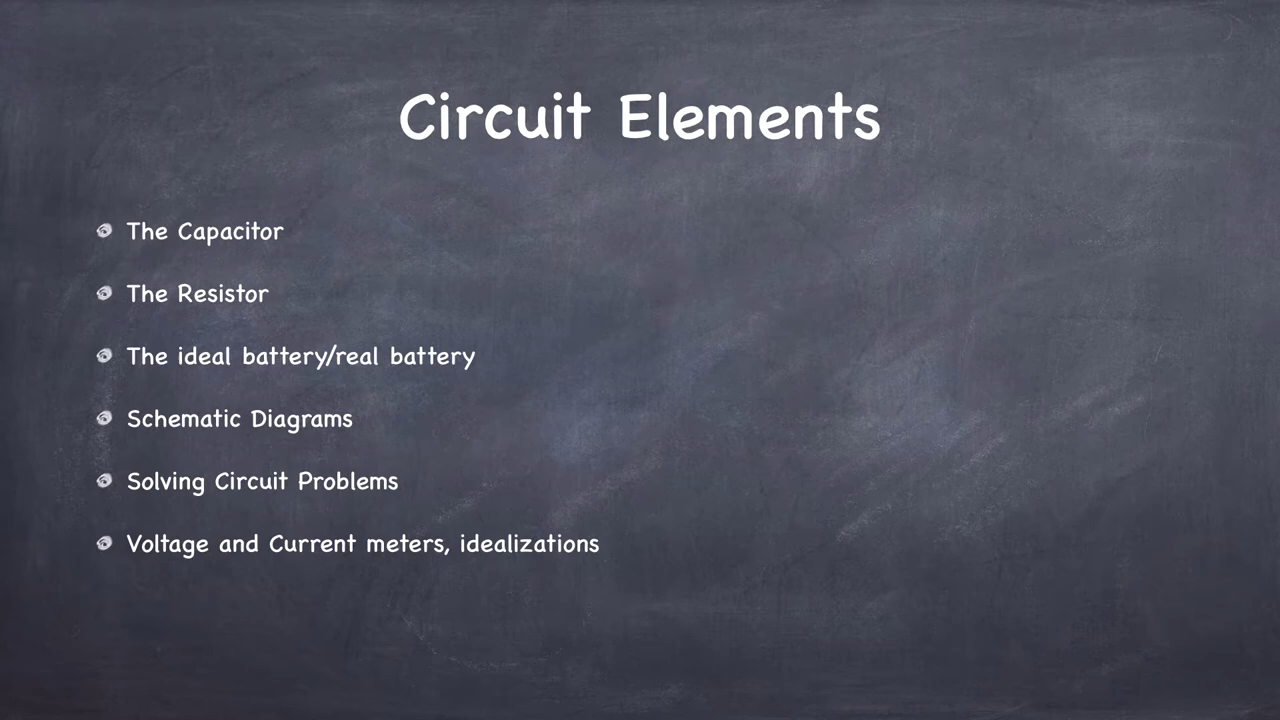 Circuit Elements
The Capacitor
The Resistor
The ideal battery/real battery
Schematic Diagrams
Solving Circuit Problems
Voltage and Current meters, idealizations